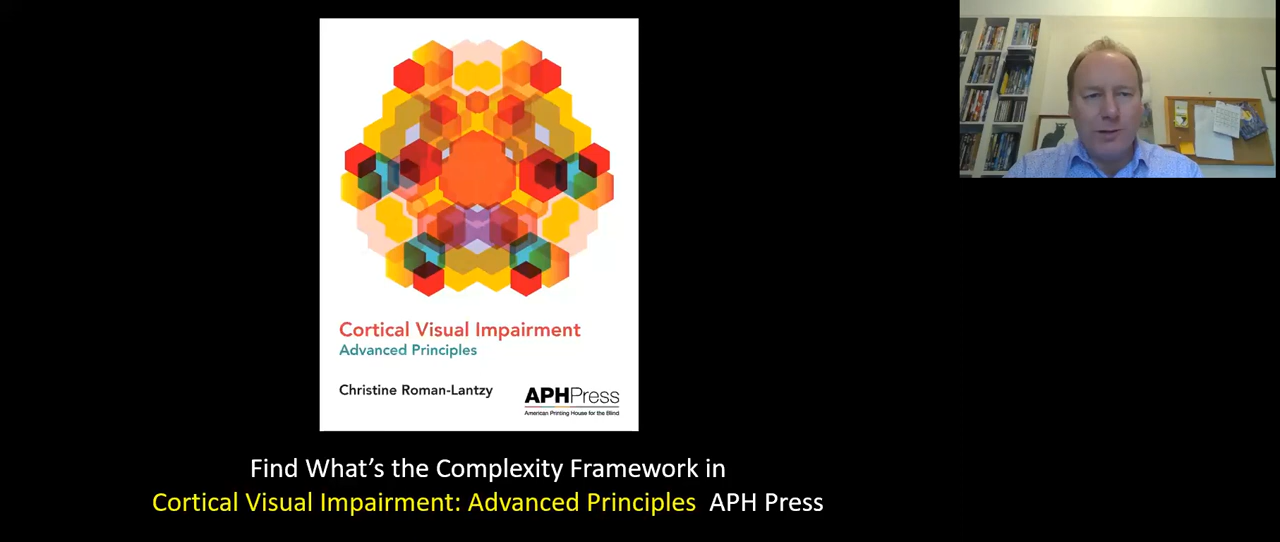 Cortical Visual Impairment
Advanced Principles
Christine Roman-Lantzy
APHPress
American Printing House for the Blind
Find What's the Complexity Framework in
Cortical Visual Impairment: Advanced Principles APH Press